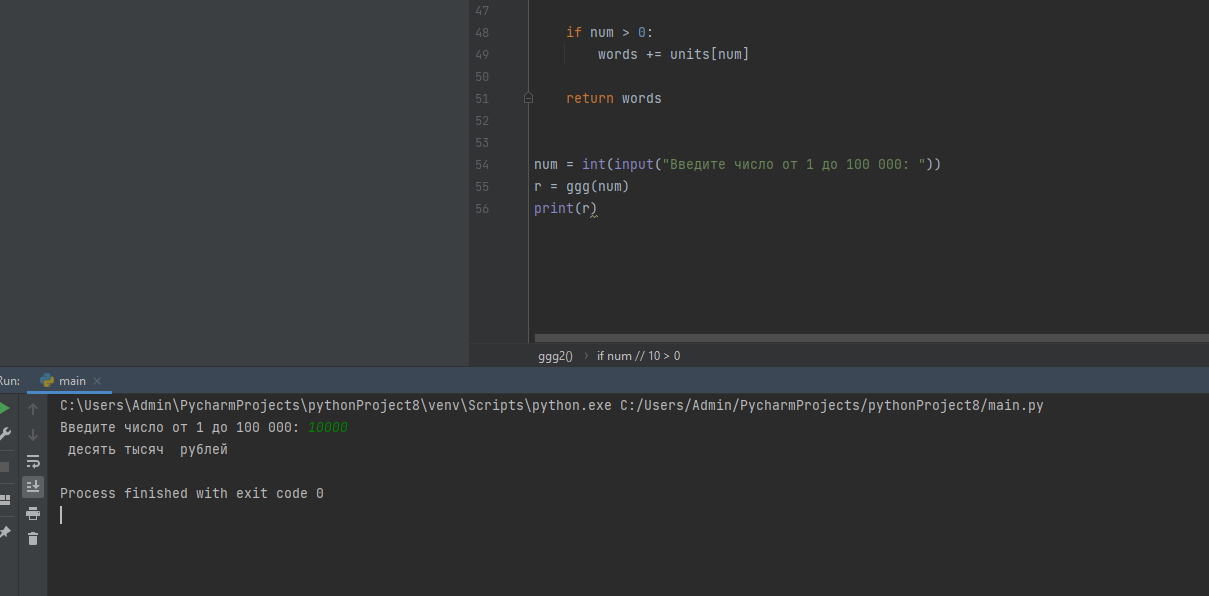 47
48 if num > 0:
49 words += units[num]
50
51 return words
52
53
54 num = int(input("Введите число от 1 до 100 000: "))
55 r = ggg(num)
56 print(r)
ggg2() › if num // 10 > 0
Run: main ×
C:\Users\Admin\PycharmProjects\pythonProject8\venv\Scripts\python.exe C:/Users/Admin/PycharmProjects/pythonProject8/main.py
Введите число от 1 до 100 000: 10000
десять тысяч  рублей
Process finished with exit code 0